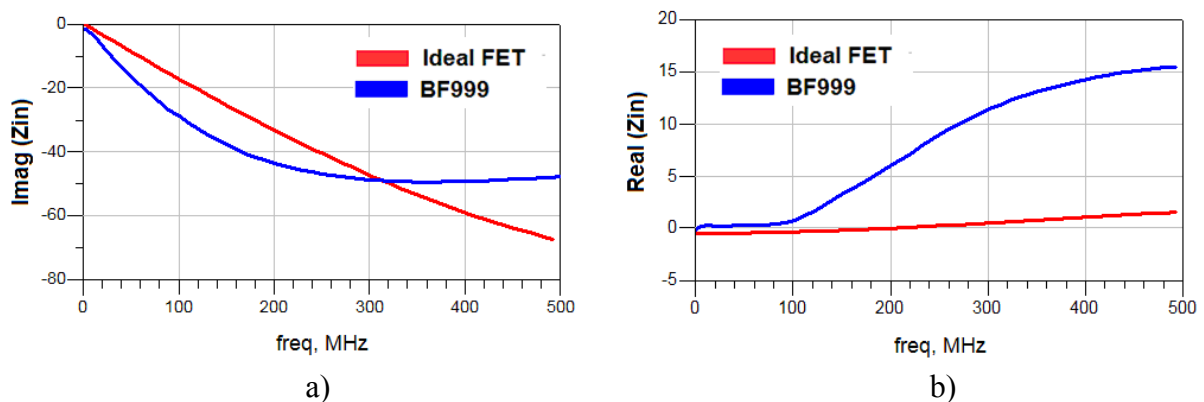 0
-20
-40
-60
-80
Imag (Zin)
Ideal FET
BF999
0 100 200 300 400 500
freq, MHz
a)
20
15
10
5
0
-5
Real (Zin)
Ideal FET
BF999
0 100 200 300 400 500
freq, MHz
b)